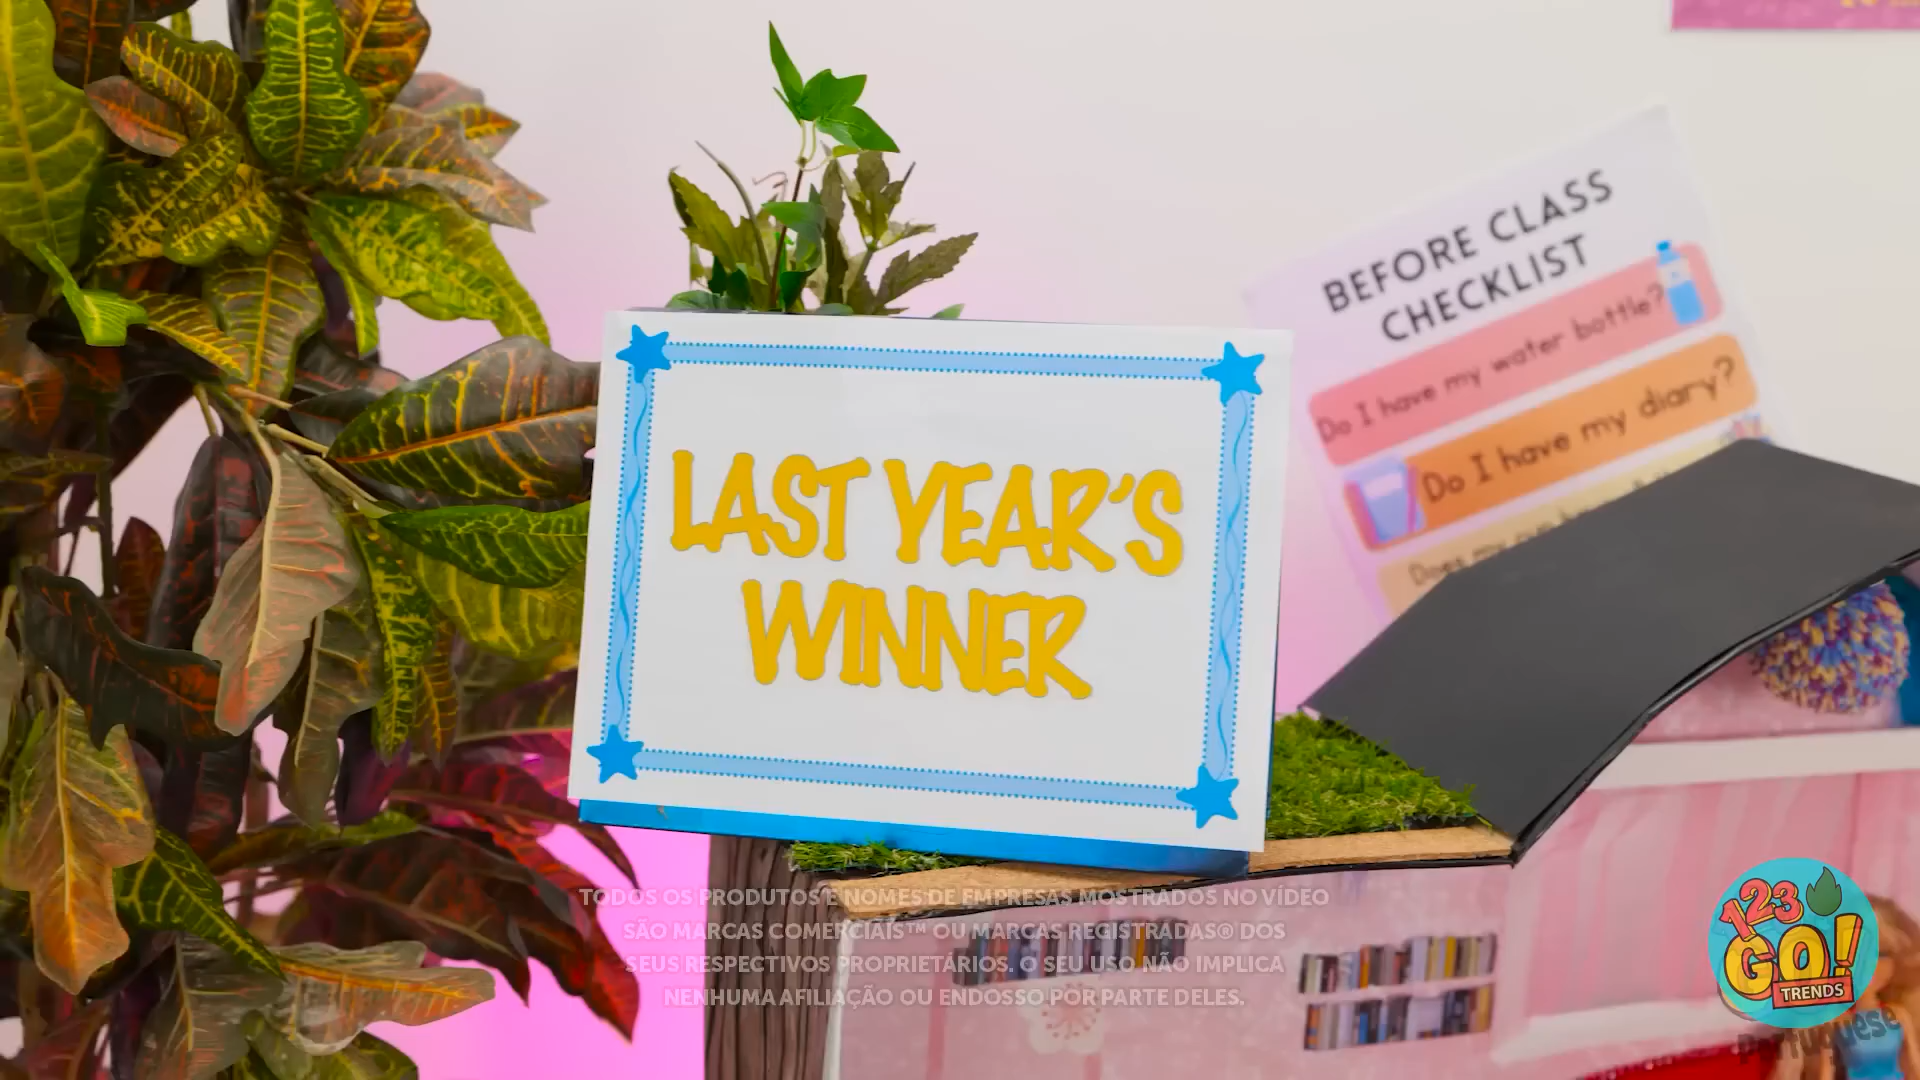 BEFORE CLASS
CHECKLIST
Do I have my water bottle?
Do I have my diary?
LAST YEAR'S
WINNER
TODOS OS PRODUTOS E NOMES DE EMPRESAS MOSTRADOS NO VÍDEO
SÃO MARCAS COMERCIAIS™ OU MARCAS REGISTRADAS® DOS
SEUS RESPECTIVOS PROPRIETÁRIOS. O SEU USO NÃO IMPLICA
NENHUMA AFILIAÇÃO OU ENDOSSO POR PARTE DELES.
123
GO!
TRENDS
Portuguese